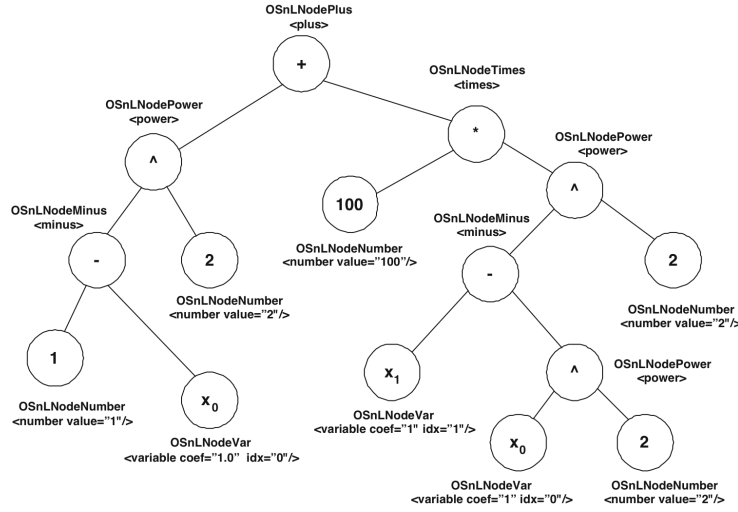 OSnLNodePlus
<plus>
+
OSnLNodeTimes
<times>
*
OSnLNodePower
<power>
^
OSnLNodePower
<power>
^
100
OSnLNodeNumber
<number value="100"/>
OSnLNodeMinus
<minus>
-
2
OSnLNodeNumber
<number value="2"/>
OSnLNodeMinus
<minus>
-
2
OSnLNodeNumber
<number value="2"/>
1
OSnLNodeNumber
<number value="1"/>
x0
OSnLNodeVar
<variable coef="1.0" idx="0"/>
x1
OSnLNodeVar
<variable coef="1" idx="1"/>
^
OSnLNodePower
<power>
x0
OSnLNodeVar
<variable coef="1" idx="0"/>
2
OSnLNodeNumber
<number value="2"/>